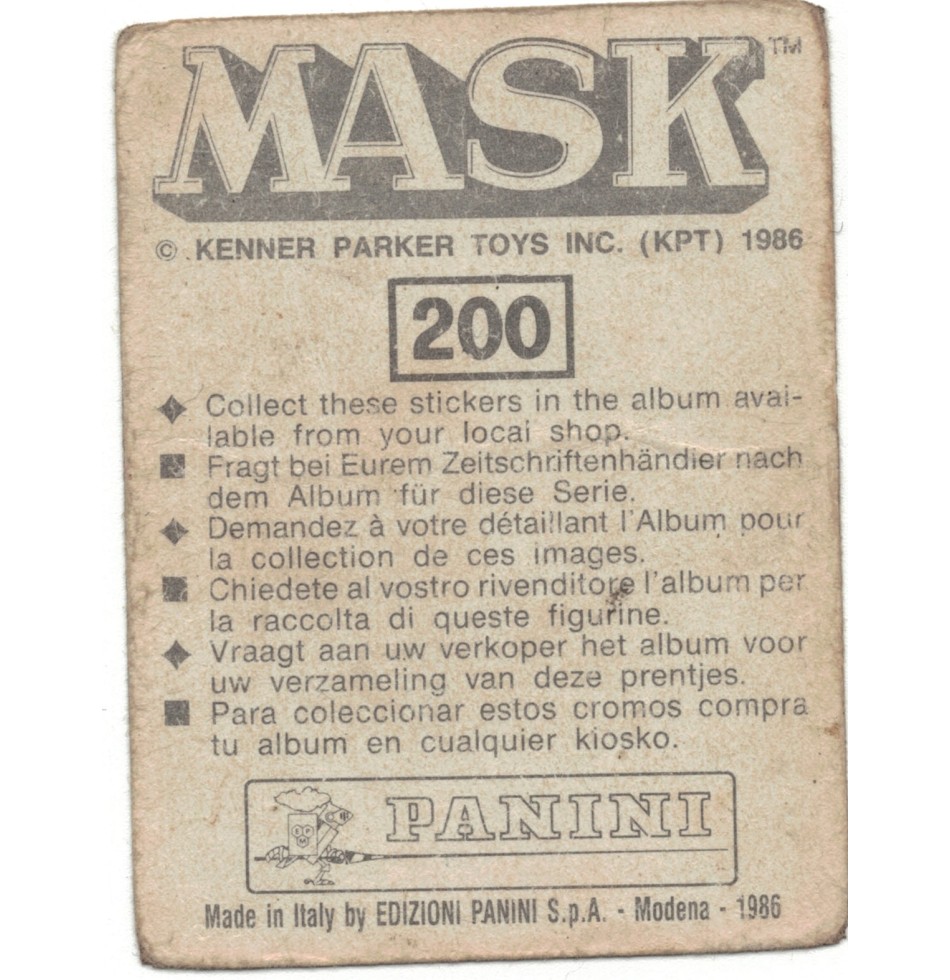 MASK™
© KENNER PARKER TOYS INC. (KPT) 1986
200
◆ Collect these stickers in the album avai-
lable from your local shop.
■ Fragt bei Eurem Zeitschriftenhändler nach
dem Album für diese Serie.
◆ Demandez à votre détaillant l'Album pour
la collection de ces images.
■ Chiedete al vostro rivenditore l'album per
la raccolta di queste figurine.
◆ Vraagt aan uw verkoper het album voor
uw verzameling van deze prentjes.
■ Para coleccionar estos cromos compra
tu album en cualquier kiosko.
PANINI
Made in Italy by EDIZIONI PANINI S.p.A. - Modena - 1986